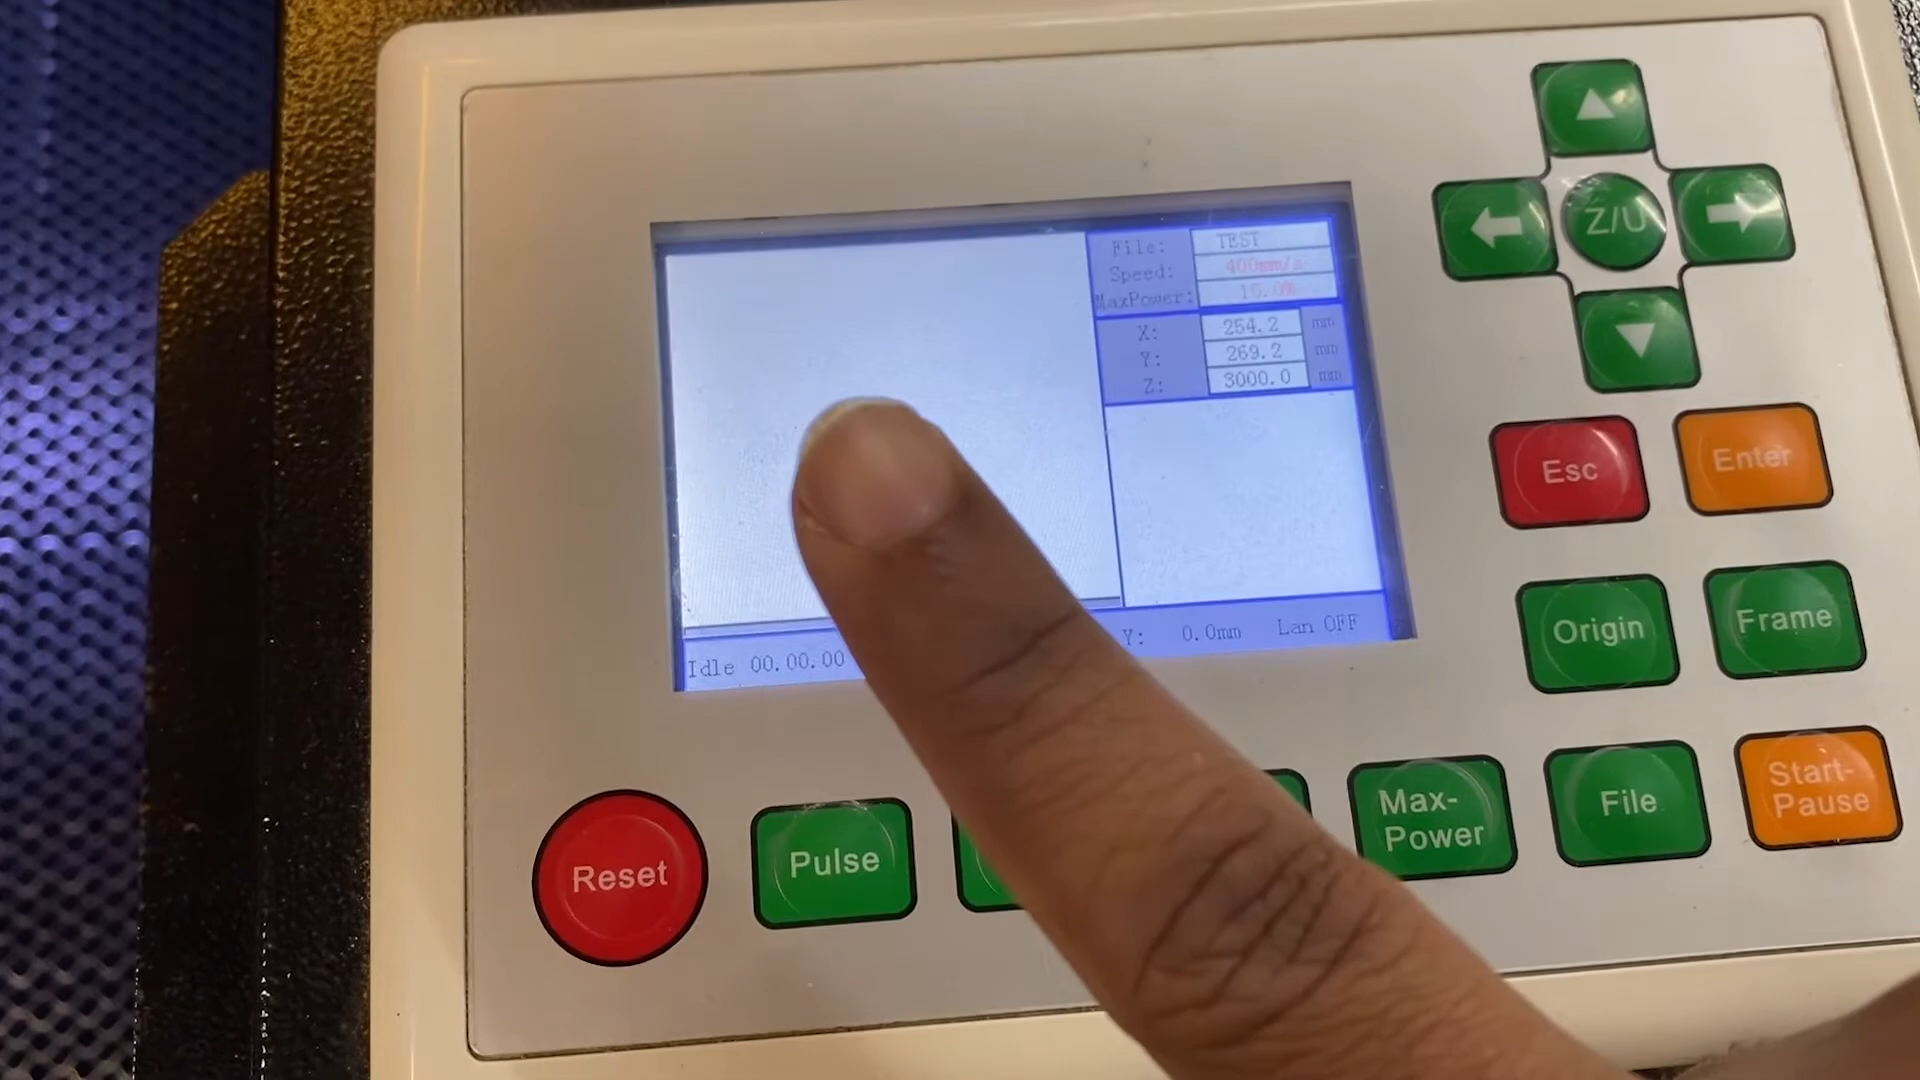 File: TEST
Speed: 400mm/s
MaxPower: 15.0%
X: 254.2 mm
Y: 269.2 mm
Z: 3000.0 mm
Idle 00.00.00
Y: 0.0mm Lan OFF
Z/U
Esc
Enter
Origin
Frame
Reset
Pulse
Max-
Power
File
Start-
Pause